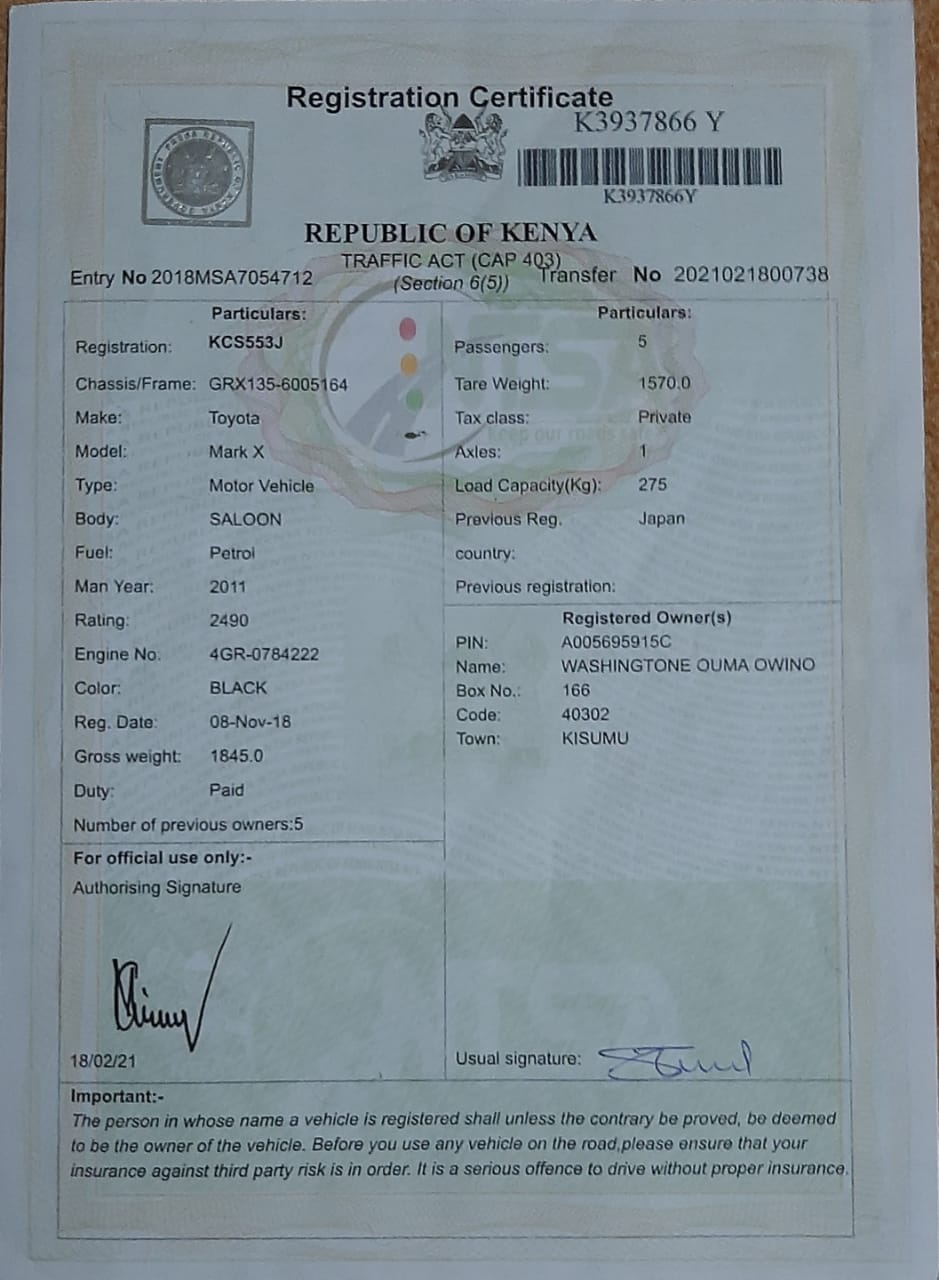 Registration Certificate
K3937866 Y
K3937866Y
REPUBLIC OF KENYA
TRAFFIC ACT (CAP 403)
(Section 6(5))
Entry No 2018MSA7054712
Transfer No 2021021800738
Particulars:
Registration: KCS553J
Chassis/Frame: GRX135-6005164
Make: Toyota
Model: Mark X
Type: Motor Vehicle
Body: SALOON
Fuel: Petrol
Man Year: 2011
Rating: 2490
Engine No. 4GR-0784222
Color: BLACK
Reg. Date: 08-Nov-18
Gross weight: 1845.0
Duty: Paid
Number of previous owners:5
For official use only:-
Authorising Signature
18/02/21
Particulars:
Passengers: 5
Tare Weight: 1570.0
Tax class: Private
Keep our roads safe
Axles: 1
Load Capacity(Kg): 275
Previous Reg. Japan
country:
Previous registration:
Registered Owner(s)
PIN: A005695915C
Name: WASHINGTONE OUMA OWINO
Box No.: 166
Code: 40302
Town: KISUMU
Usual signature:
Important:-
The person in whose name a vehicle is registered shall unless the contrary be proved, be deemed
to be the owner of the vehicle. Before you use any vehicle on the road,please ensure that your
insurance against third party risk is in order. It is a serious offence to drive without proper insurance.